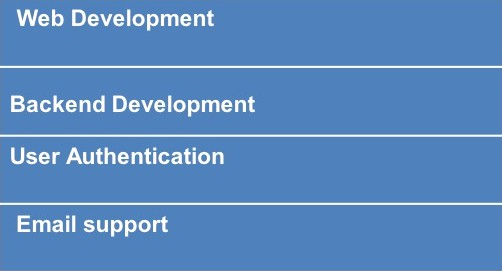 Web Development
Backend Development
User Authentication
Email support